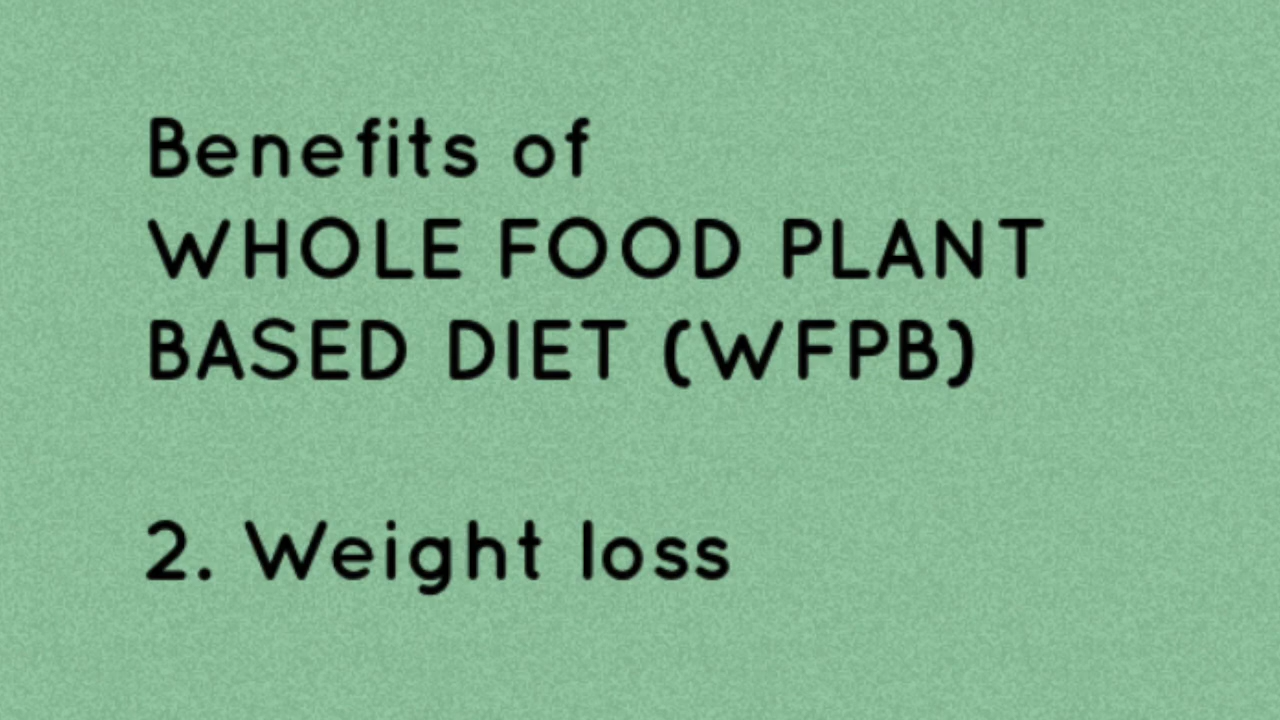 Benefits of
WHOLE FOOD PLANT
BASED DIET (WFPB)
2. Weight loss